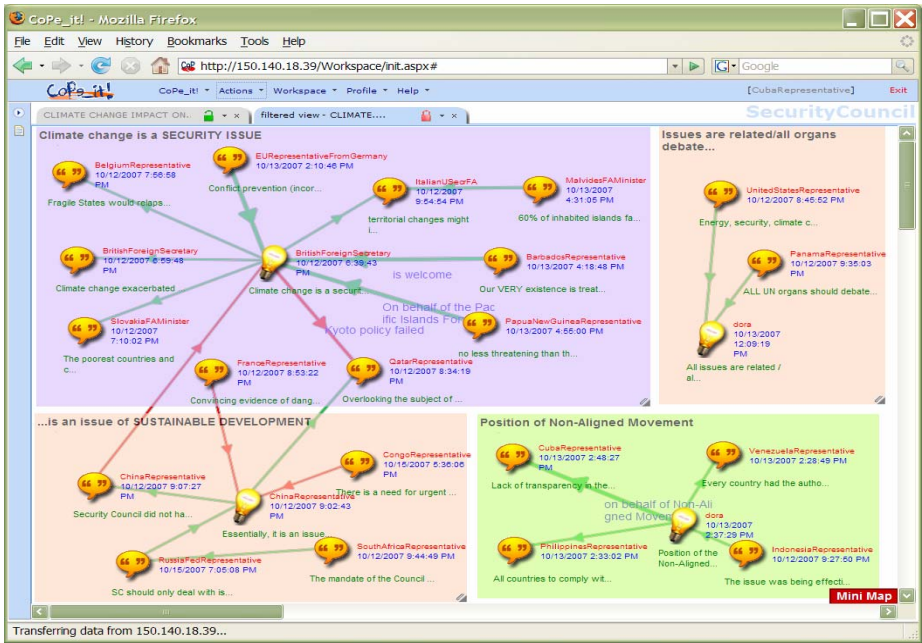 CoPe_it! - Mozilla Firefox
File Edit View History Bookmarks Tools Help
http://150.140.18.39/Workspace/init.aspx#
Google
CoPe_it!
CoPe_it! Actions Workspace Profile Help
[CubaRepresentative] Exit
CLIMATE CHANGE IMPACT ON..
filtered view - CLIMATE....
SecurityCouncil
Climate change is a SECURITY ISSUE
BelgiumRepresentative
10/12/2007 7:56:58
PM
Fragile States would relaps...
EURepresentativeFromGermany
10/13/2007 2:10:46 PM
Conflict prevention (incor...
ItalianUSecrFA
10/12/2007
9:54:54 PM
territorial changes might
i...
MalvidesFAMinister
10/13/2007
4:31:05 PM
60% of inhabited islands fa...
BritishForeignSecretary
10/12/2007 6:59:48
PM
Climate change exacerbated
BritishForeignSecretary
10/12/2007 6:39:43
PM
Climate change is a securit...
is welcome
BarbadosRepresentative
10/13/2007 4:18:48 PM
Our VERY existence is treat...
On behalf of the Pac
ific Islands For
Kyoto policy failed
SlovakiaFAMinister
10/12/2007
7:10:02 PM
The poorest countries and
c...
PapuaNewGuineaRepresentative
10/13/2007 4:56:00 PM
no less threatening than th...
FranceRepresentative
10/12/2007 8:53:22
PM
Convincing evidence of dang...
QatarRepresentative
10/12/2007 8:34:19
PM
Overlooking the subject of ...
Issues are related/all organs
debate...
UnitedStatesRepresentative
10/12/2007 8:45:52 PM
Energy, security, climate c...
PanamaRepresentative
10/12/2007 9:35:03
PM
ALL UN organs should debate...
dora
10/13/2007
12:09:19
PM
All issues are related /
al...
...is an issue of SUSTAINABLE DEVELOPMENT
ChinaRepresentative
10/12/2007 9:07:27
PM
Security Council did not ha...
CongoRepresentative
10/15/2007 5:36:06
PM
There is a need for urgent ...
ChinaRepresentative
10/12/2007 9:02:43
PM
Essentially, it is an issue...
RussiaFedRepresentative
10/15/2007 7:05:08 PM
SC should only deal with is...
SouthAfricaRepresentative
10/12/2007 9:44:49 PM
The mandate of the Council ...
Position of Non-Aligned Movement
CubaRepresentative
10/13/2007 2:48:27
PM
Lack of transparency in the...
VenezuelaRepresentative
10/13/2007 2:28:49 PM
Every country had the autho...
on behalf of Non-Ali
gned Movem
dora
10/13/2007
2:37:29 PM
Position of the
Non-Aligned...
PhilippinesRepresentative
10/13/2007 2:33:02 PM
All countries to comply wit...
IndonesiaRepresentative
10/12/2007 9:27:50 PM
The issue was being effecti...
Mini Map
Transferring data from 150.140.18.39...